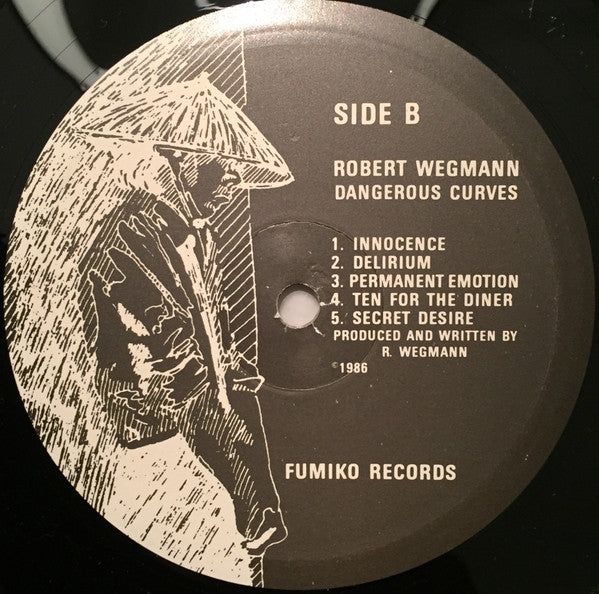 SIDE B
ROBERT WEGMANN
DANGEROUS CURVES
1. INNOCENCE
2. DELIRIUM
3. PERMANENT EMOTION
4. TEN FOR THE DINER
5. SECRET DESIRE
PRODUCED AND WRITTEN BY
R. WEGMANN
©1986
FUMIKO RECORDS